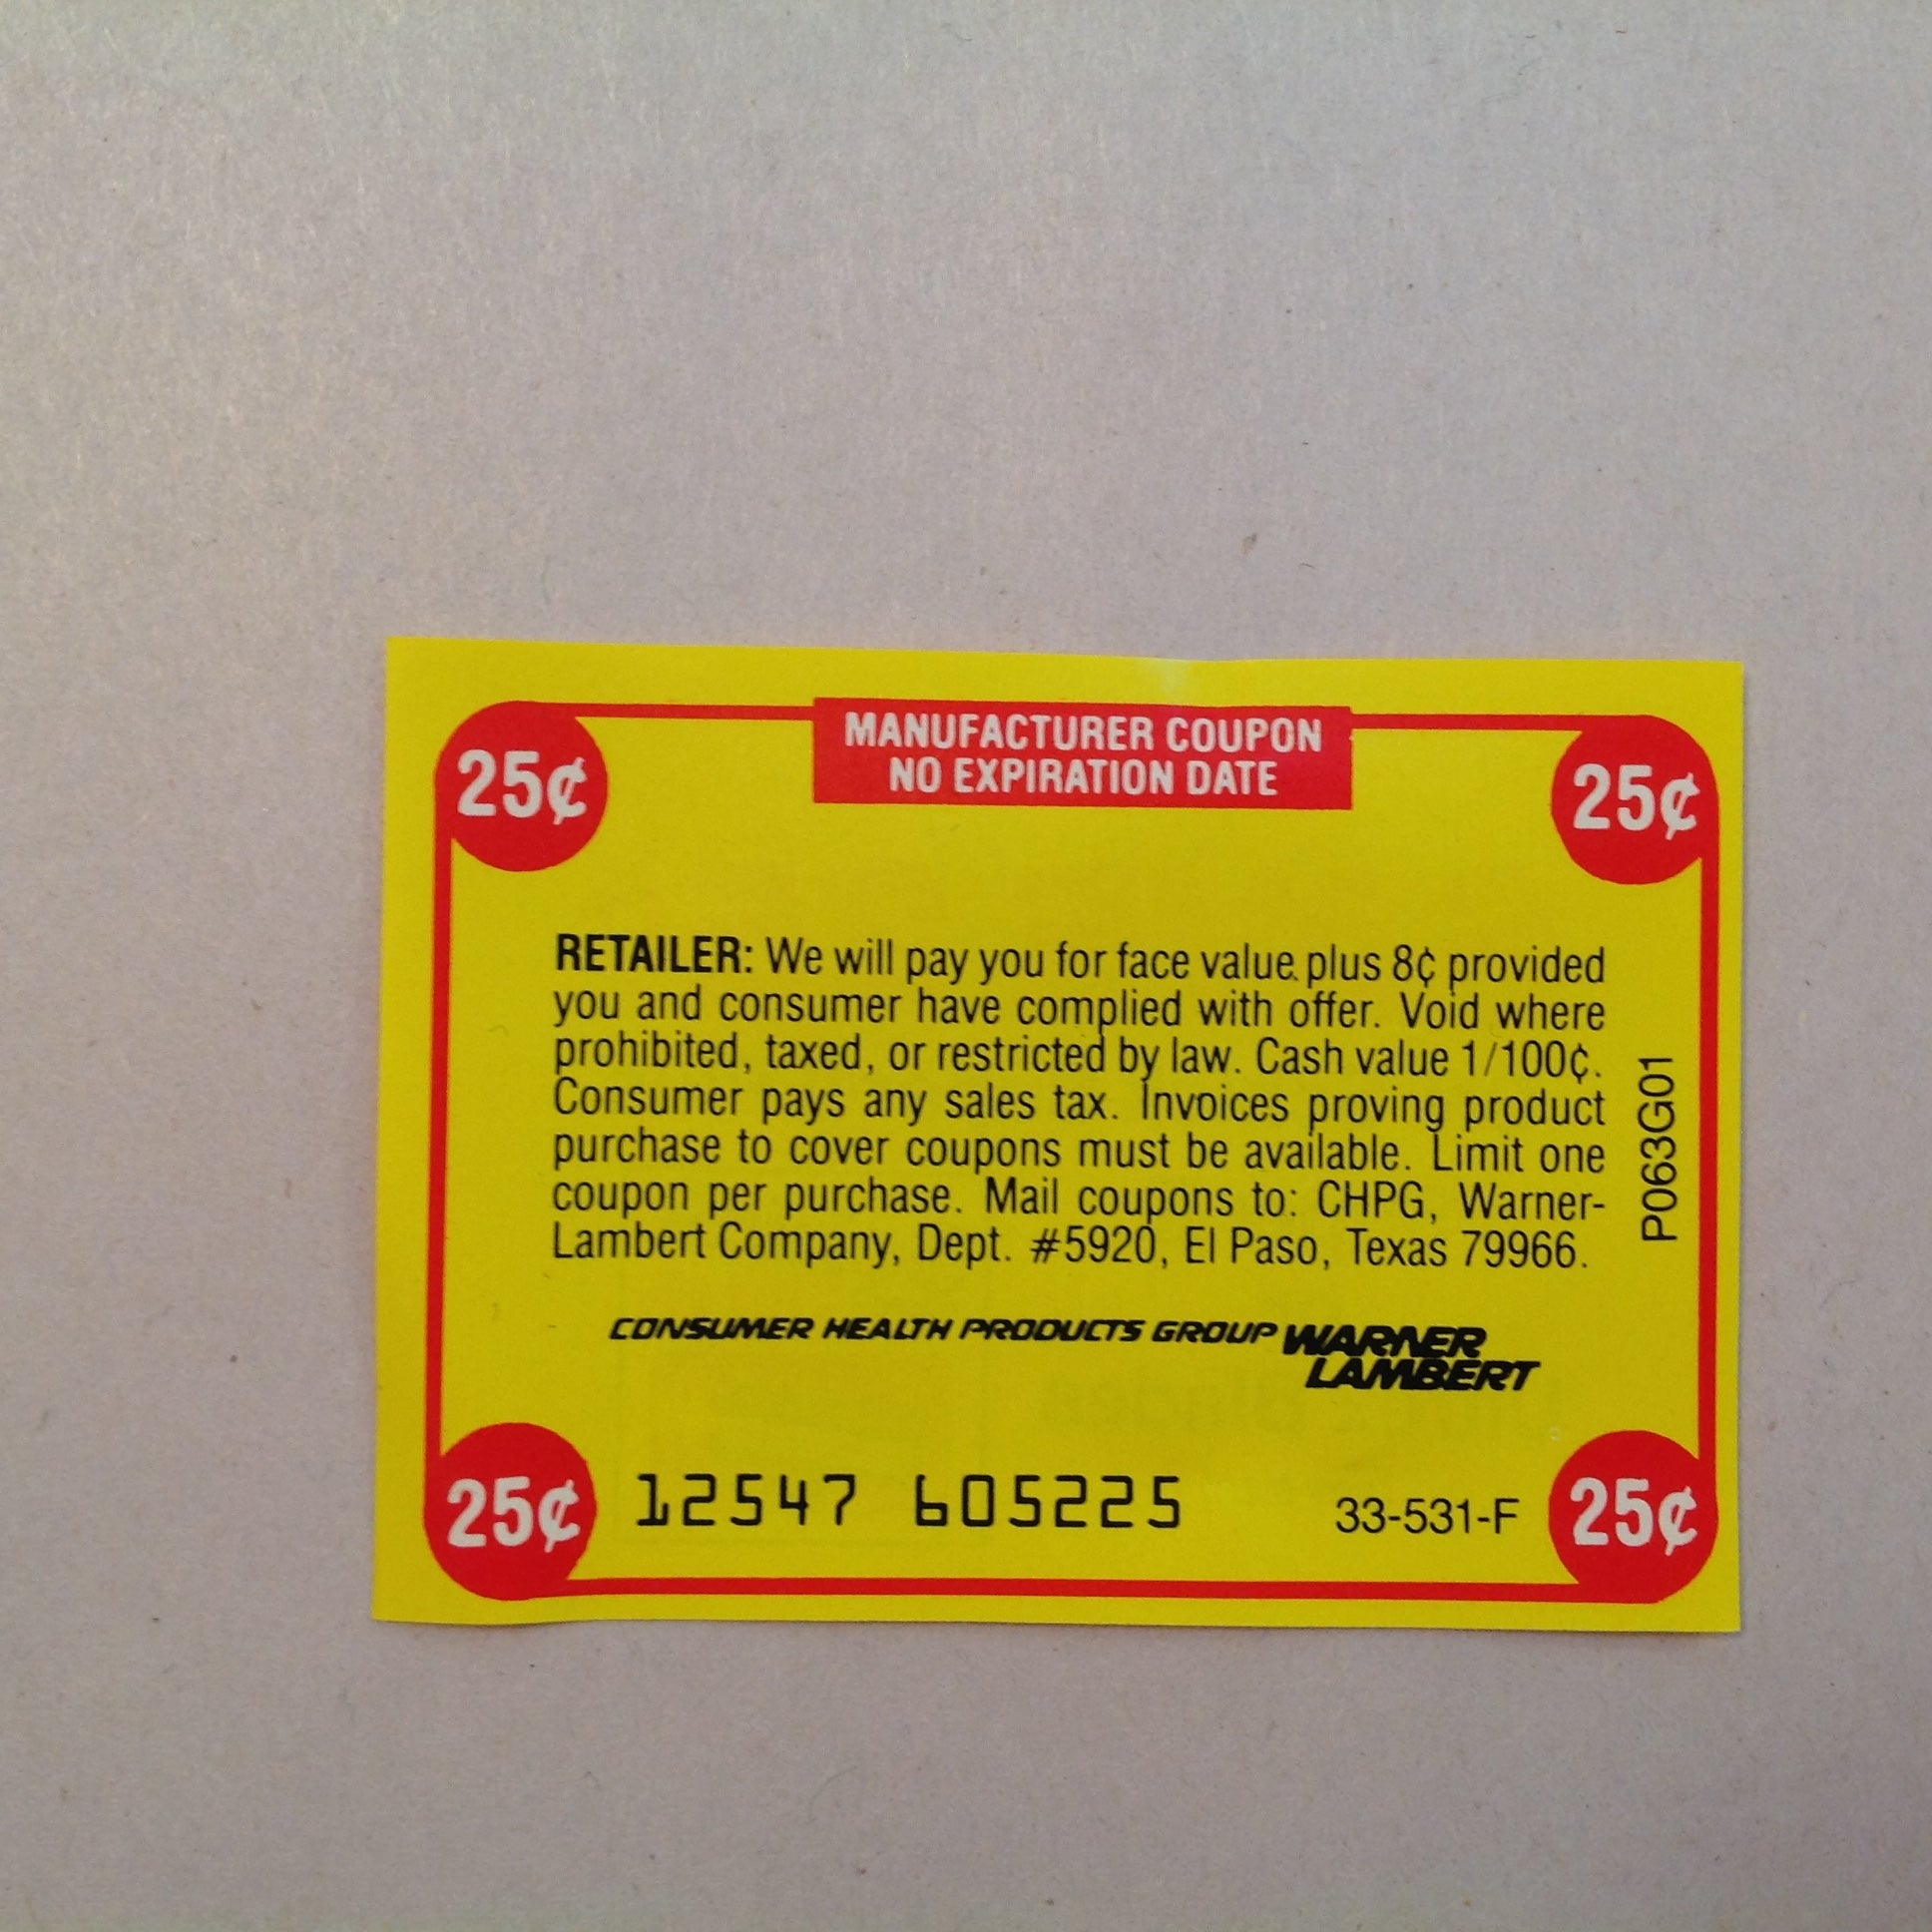 MANUFACTURER COUPON
NO EXPIRATION DATE
25¢
25¢
RETAILER: We will pay you for face value plus 8¢ provided
you and consumer have complied with offer. Void where
prohibited, taxed, or restricted by law. Cash value 1/100¢.
Consumer pays any sales tax. Invoices proving product
purchase to cover coupons must be available. Limit one
coupon per purchase. Mail coupons to: CHPG, Warner-
Lambert Company, Dept. #5920, El Paso, Texas 79966.
P063G01
CONSUMER HEALTH PRODUCTS GROUP WARNER
LAMBERT
25¢ 12547 605225 33-531-F 25¢